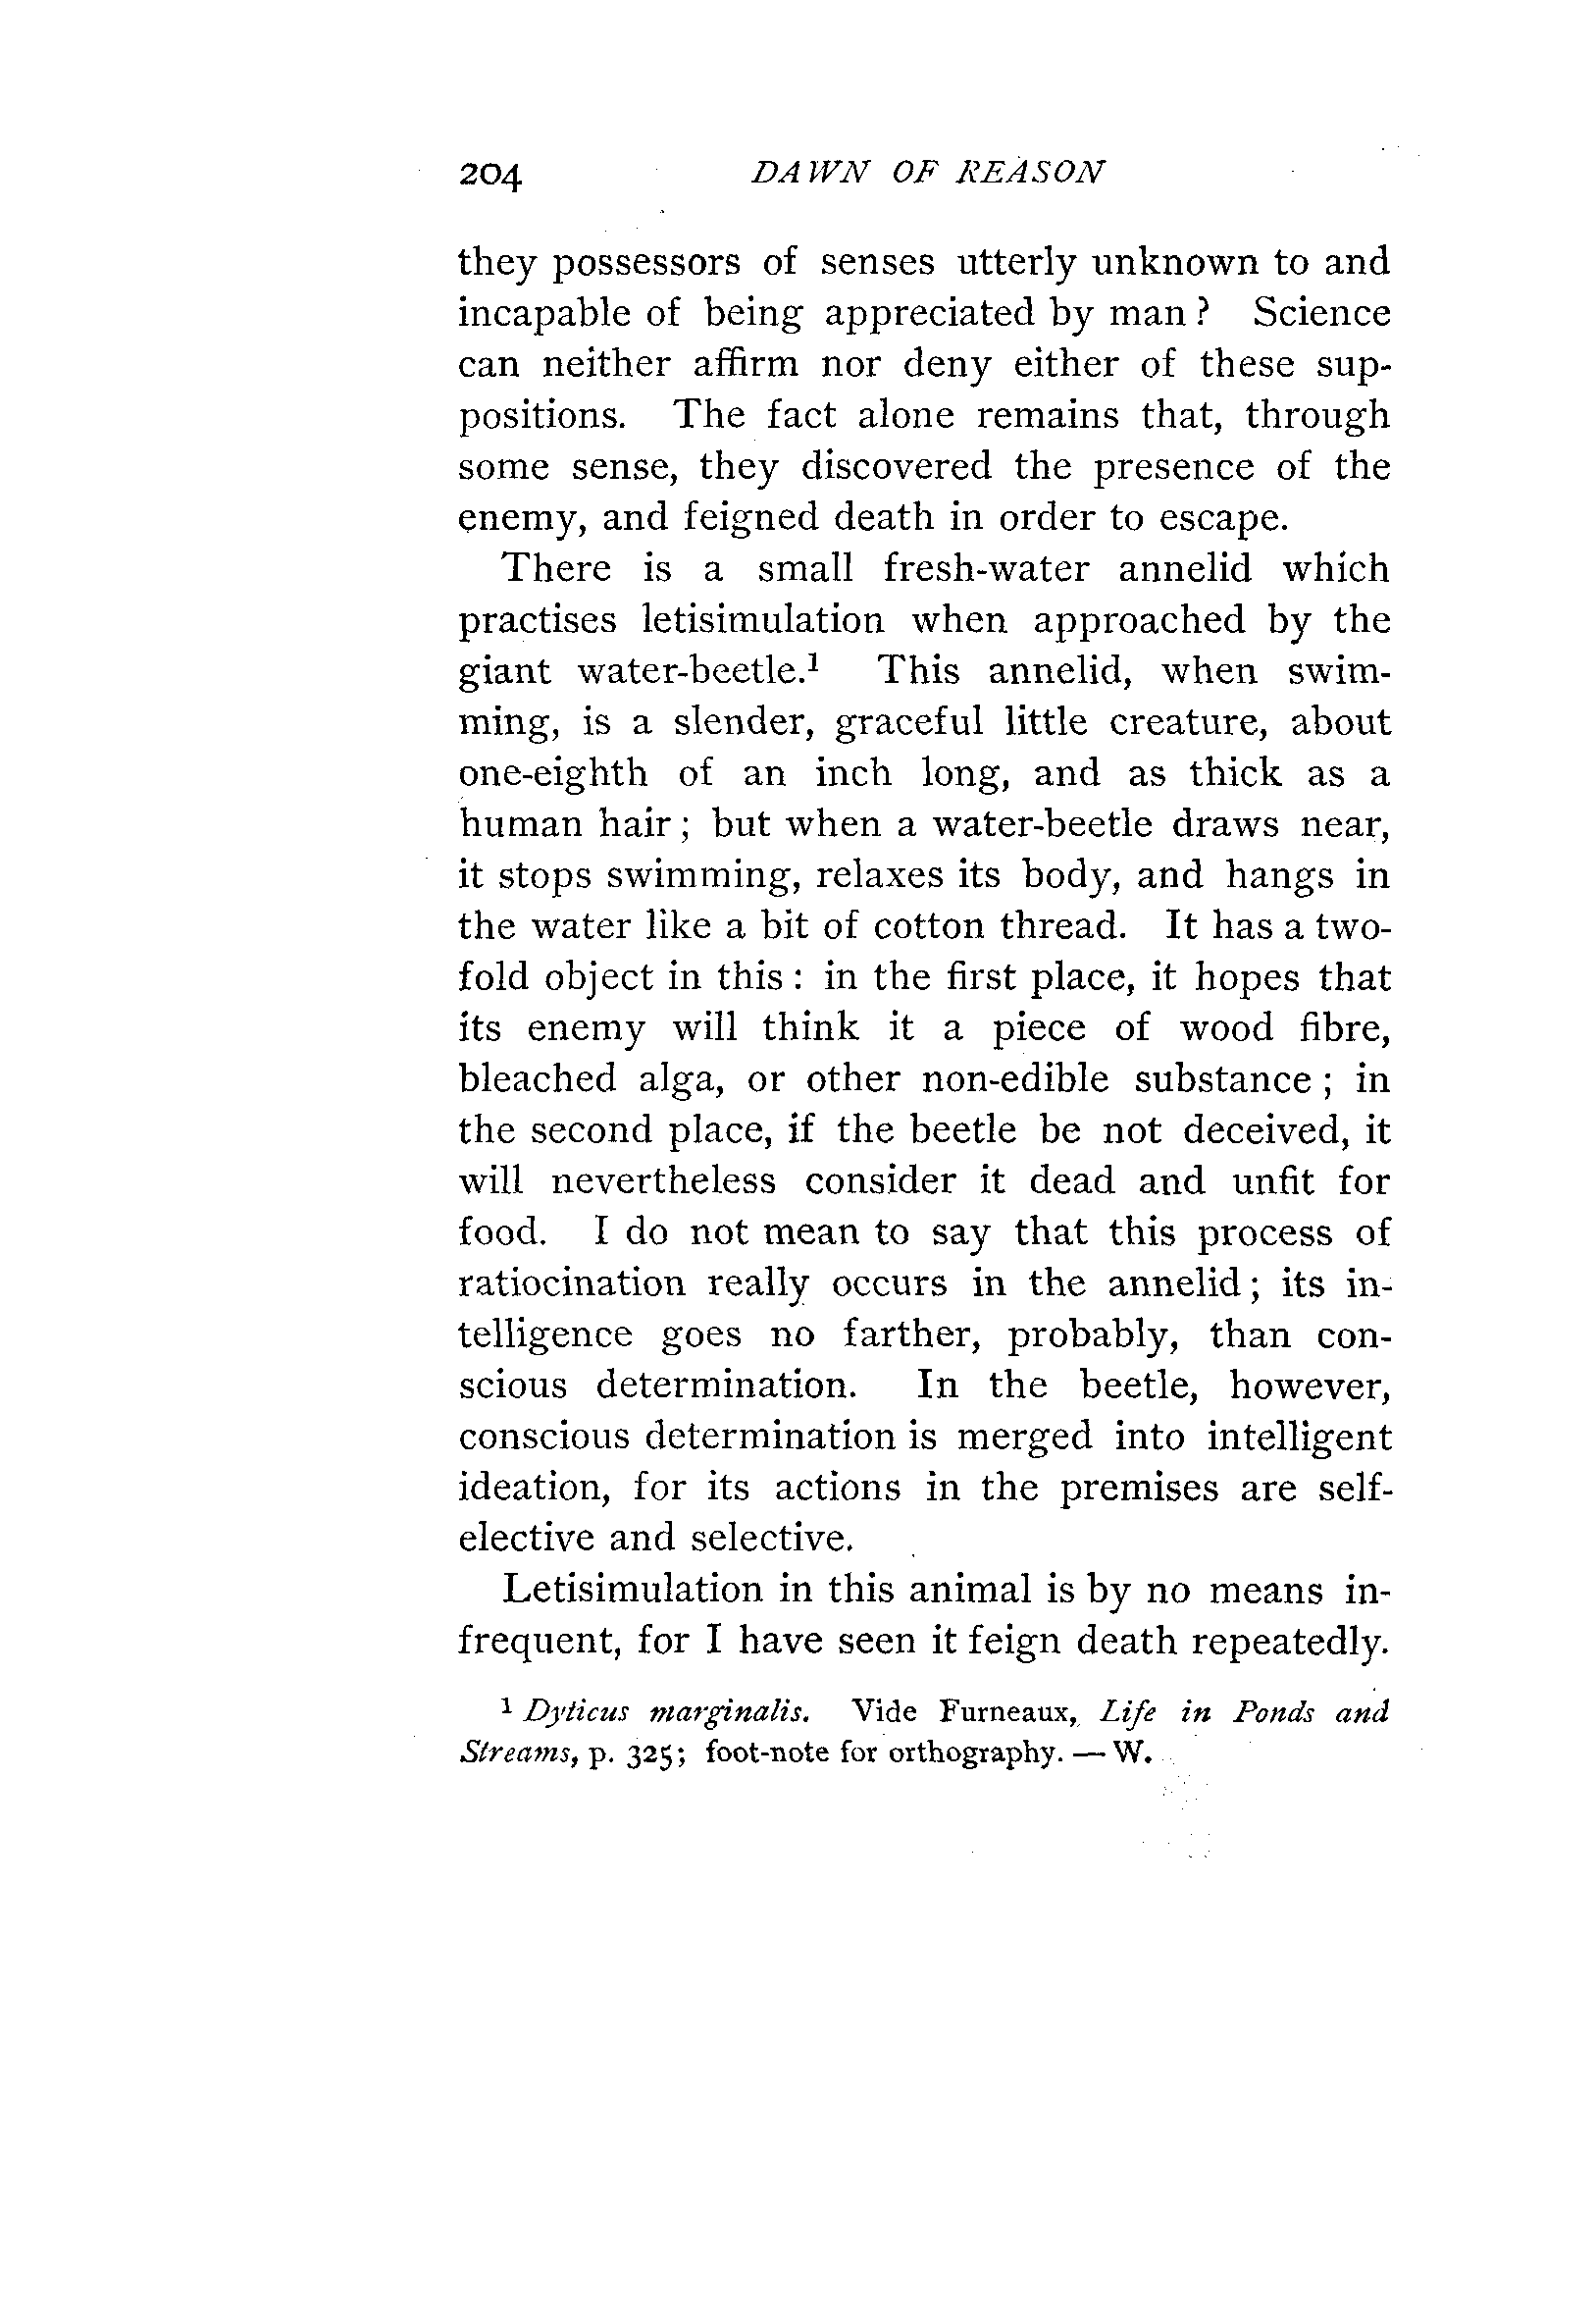 204 DAWN OF REASON
they possessors of senses utterly unknown to and
incapable of being appreciated by man? Science
can neither affirm nor deny either of these sup-
positions. The fact alone remains that, through
some sense, they discovered the presence of the
enemy, and feigned death in order to escape.
There is a small fresh-water annelid which
practises letisimulation when approached by the
giant water-beetle.¹ This annelid, when swim-
ming, is a slender, graceful little creature, about
one-eighth of an inch long, and as thick as a
human hair; but when a water-beetle draws near,
it stops swimming, relaxes its body, and hangs in
the water like a bit of cotton thread. It has a two-
fold object in this: in the first place, it hopes that
its enemy will think it a piece of wood fibre,
bleached alga, or other non-edible substance; in
the second place, if the beetle be not deceived, it
will nevertheless consider it dead and unfit for
food. I do not mean to say that this process of
ratiocination really occurs in the annelid; its in-
telligence goes no farther, probably, than con-
scious determination. In the beetle, however,
conscious determination is merged into intelligent
ideation, for its actions in the premises are self-
elective and selective.
Letisimulation in this animal is by no means in-
frequent, for I have seen it feign death repeatedly.
¹ Dyticus marginalis. Vide Furneaux, Life in Ponds and
Streams, p. 325; foot-note for orthography. — W.